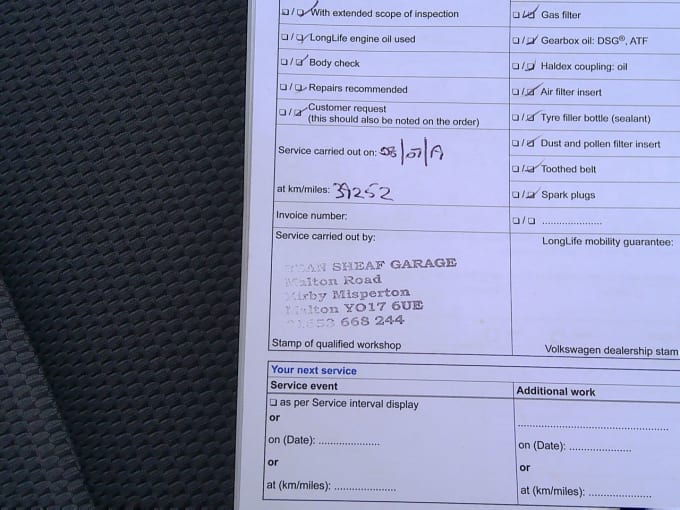 With extended scope of inspection
LongLife engine oil used
Body check
Repairs recommended
Customer request
(this should also be noted on the order)
Service carried out on:
at km/miles: 39252
Invoice number:
Service carried out by:
SHEAF GARAGE
Malton Road
Kirby Misperton
Malton YO17 6UE
01653 668 244
Stamp of qualified workshop
Gas filter
Gearbox oil: DSG®, ATF
Haldex coupling: oil
Air filter insert
Tyre filler bottle (sealant)
Dust and pollen filter insert
Toothed belt
Spark plugs
......................
LongLife mobility guarantee:
Volkswagen dealership stam
Your next service
Service event
as per Service interval display
or
on (Date): ......................
or
at (km/miles): ......................
Additional work
......................................................
on (Date): ......................
or
at (km/miles): ......................